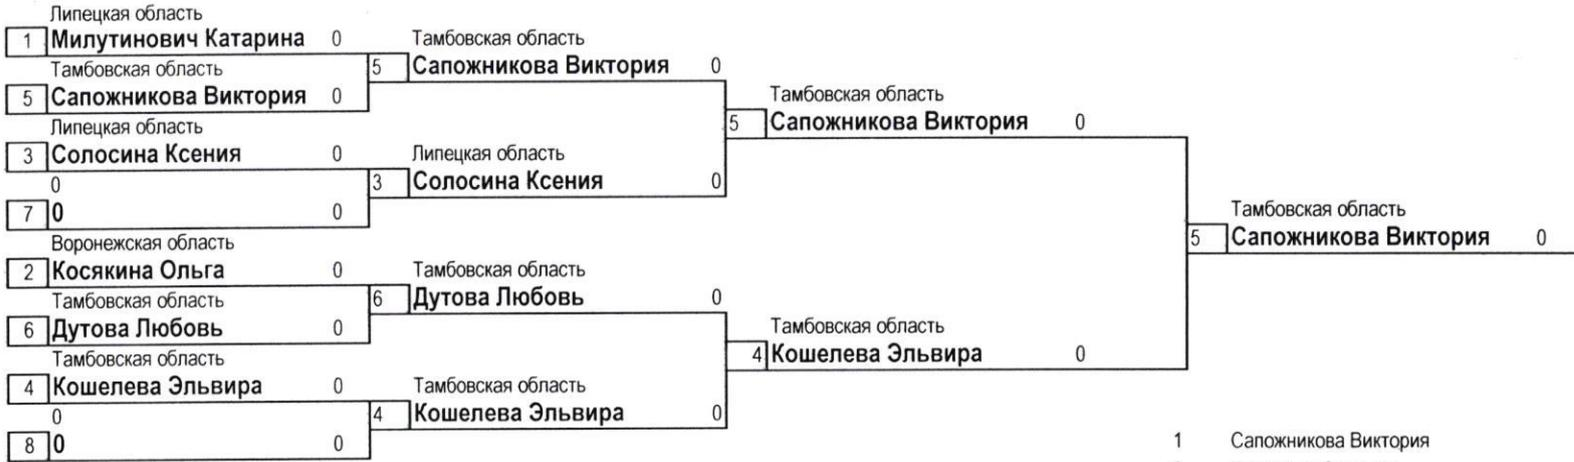 Липецкая область
1 Милутинович Катарина 0
Тамбовская область
5 Сапожникова Виктория 0
Липецкая область
3 Солосина Ксения 0
0
7 0 0
Воронежская область
2 Косякина Ольга 0
Тамбовская область
6 Дутова Любовь 0
Тамбовская область
4 Кошелева Эльвира 0
0
8 0 0
Тамбовская область
5 Сапожникова Виктория 0
Липецкая область
3 Солосина Ксения 0
Тамбовская область
6 Дутова Любовь 0
Тамбовская область
4 Кошелева Эльвира 0
Тамбовская область
5 Сапожникова Виктория 0
Тамбовская область
4 Кошелева Эльвира 0
Тамбовская область
5 Сапожникова Виктория 0
1 Сапожникова Виктория